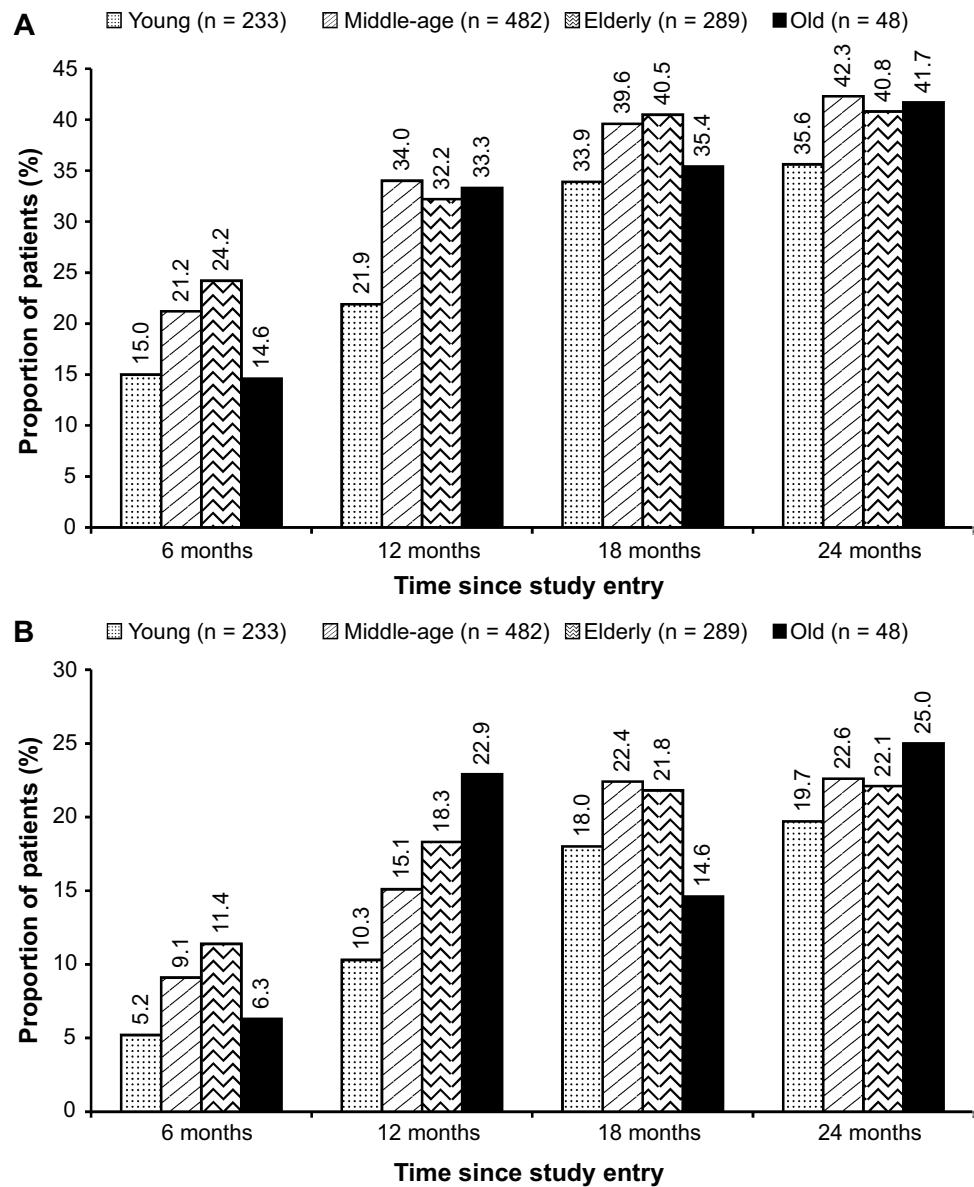 A
Young (n = 233) Middle-age (n = 482) Elderly (n = 289) Old (n = 48)
Proportion of patients (%)
45
40
35
30
25
20
15
10
5
0
15.0 21.2 24.2 14.6
21.9 34.0 32.2 33.3
33.9 39.6 40.5 35.4
35.6 42.3 40.8 41.7
6 months 12 months 18 months 24 months
Time since study entry
B
Young (n = 233) Middle-age (n = 482) Elderly (n = 289) Old (n = 48)
Proportion of patients (%)
30
25
20
15
10
5
0
5.2 9.1 11.4 6.3
10.3 15.1 18.3 22.9
18.0 22.4 21.8 14.6
19.7 22.6 22.1 25.0
6 months 12 months 18 months 24 months
Time since study entry